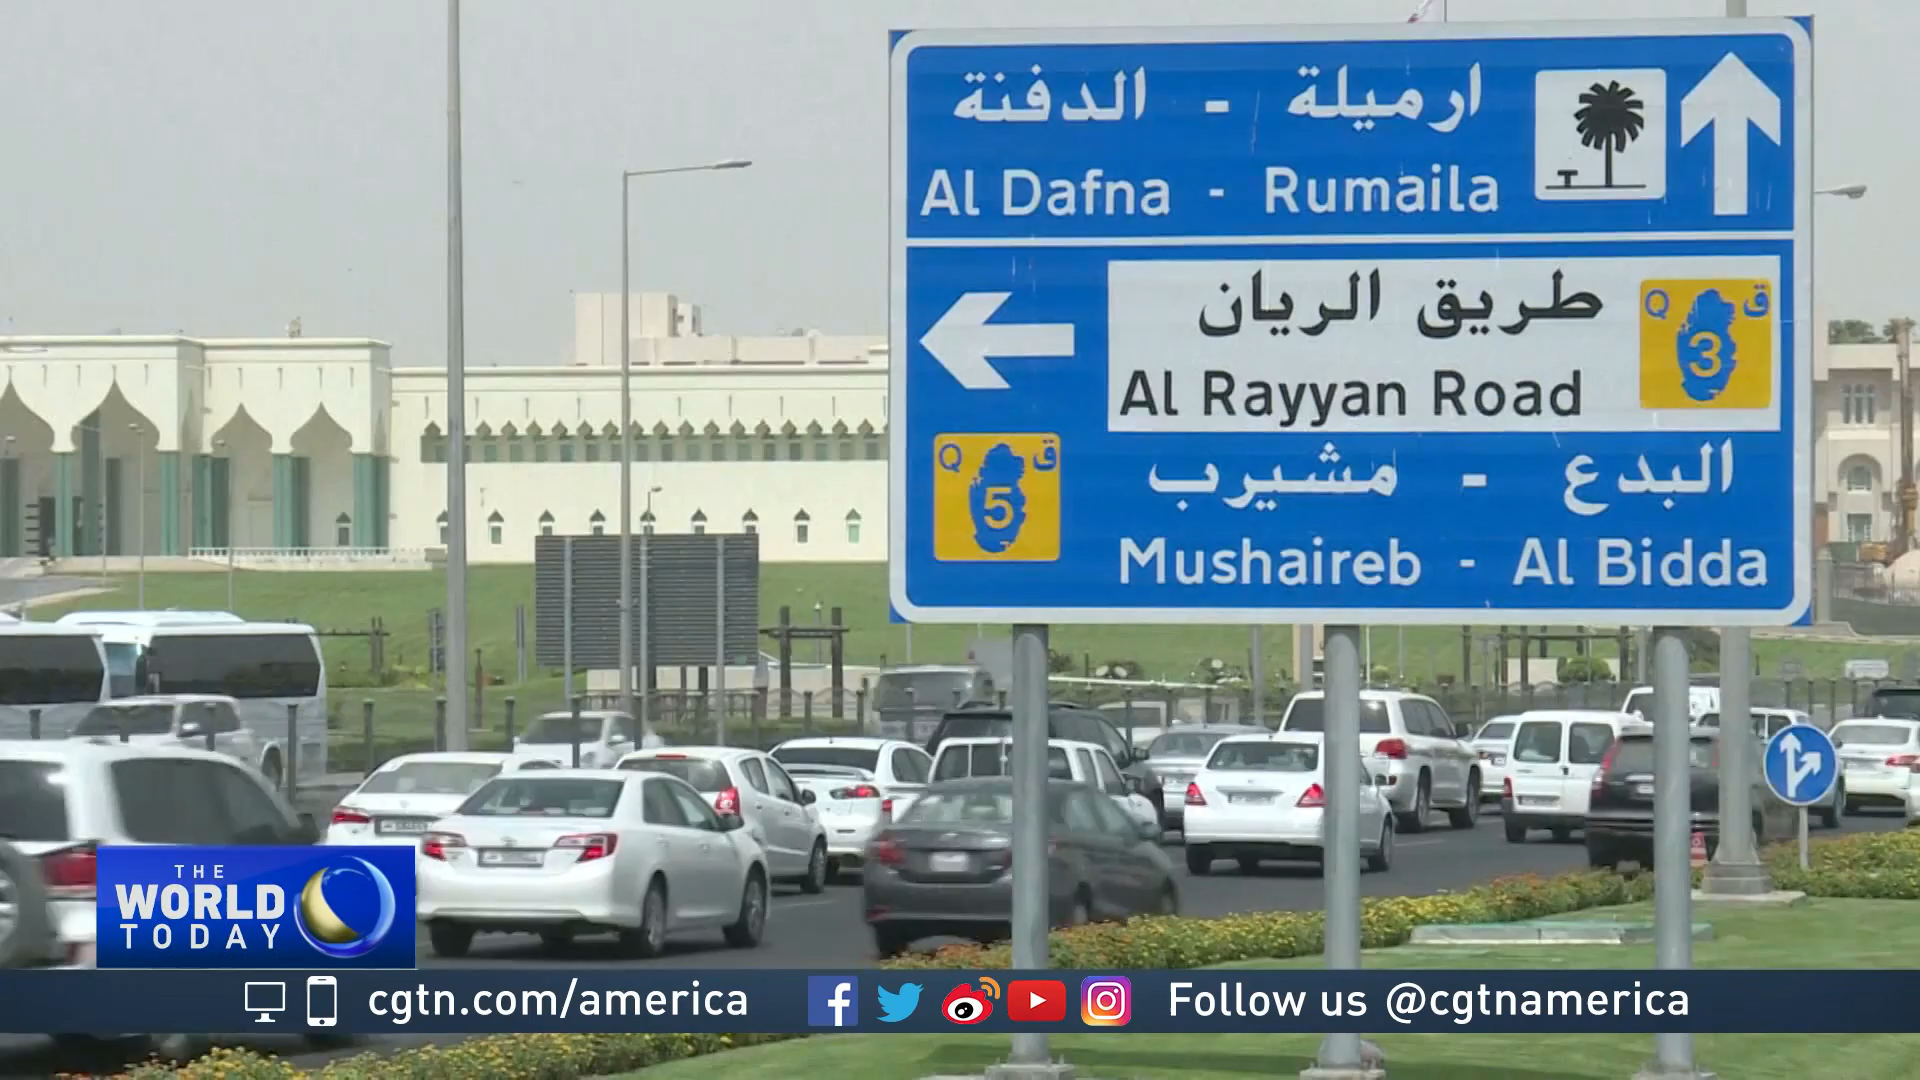 ارميلة - الدفنة
Al Dafna - Rumaila
طريق الريان
Q 3 ق
Al Rayyan Road
Q 5 ق
البدع - مشيرب
Mushaireb - Al Bidda
THE
WORLD
TODAY
cgtn.com/america
Follow us @cgtnamerica